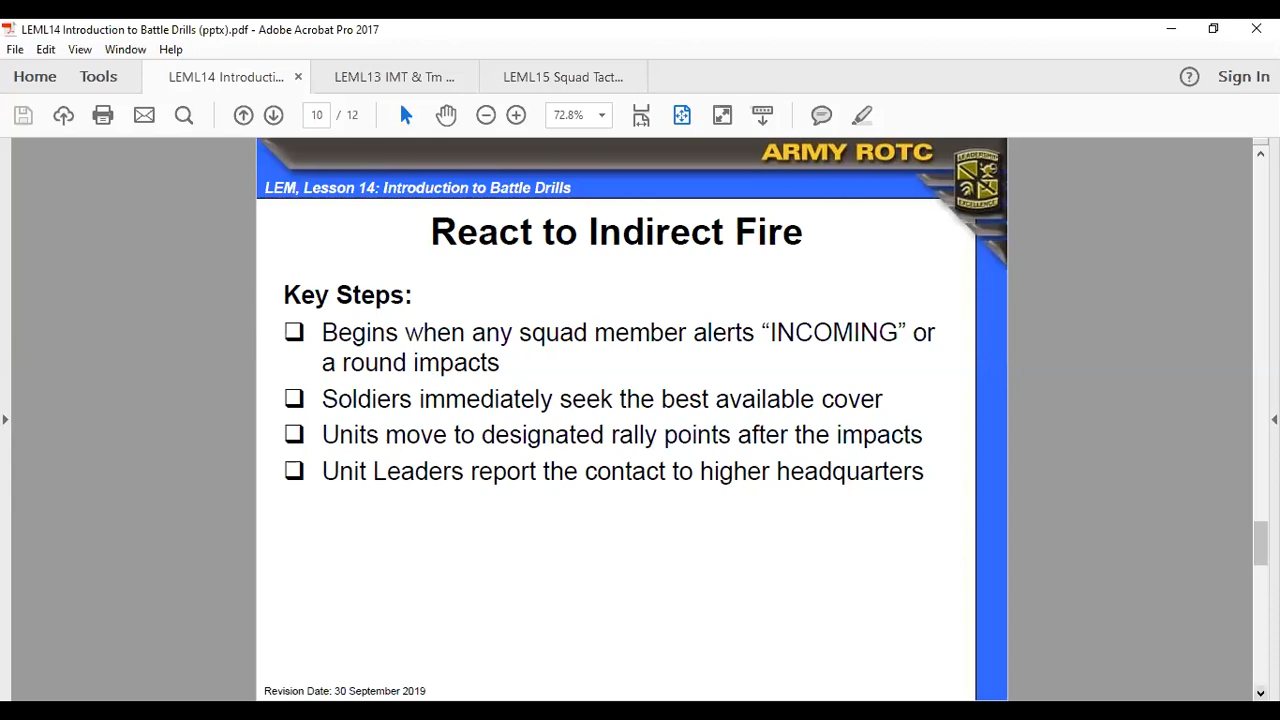 LEML14 Introduction to Battle Drills (pptx).pdf - Adobe Acrobat Pro 2017
File Edit View Window Help
Home Tools LEML14 Introducti... × LEML13 IMT & Tm ... LEML15 Squad Tact... Sign In
10 / 12 72.8%
ARMY ROTC
LEADERSHIP
EXCELLENCE
LEM, Lesson 14: Introduction to Battle Drills
React to Indirect Fire
Key Steps:
Begins when any squad member alerts “INCOMING” or
a round impacts
Soldiers immediately seek the best available cover
Units move to designated rally points after the impacts
Unit Leaders report the contact to higher headquarters
Revision Date: 30 September 2019